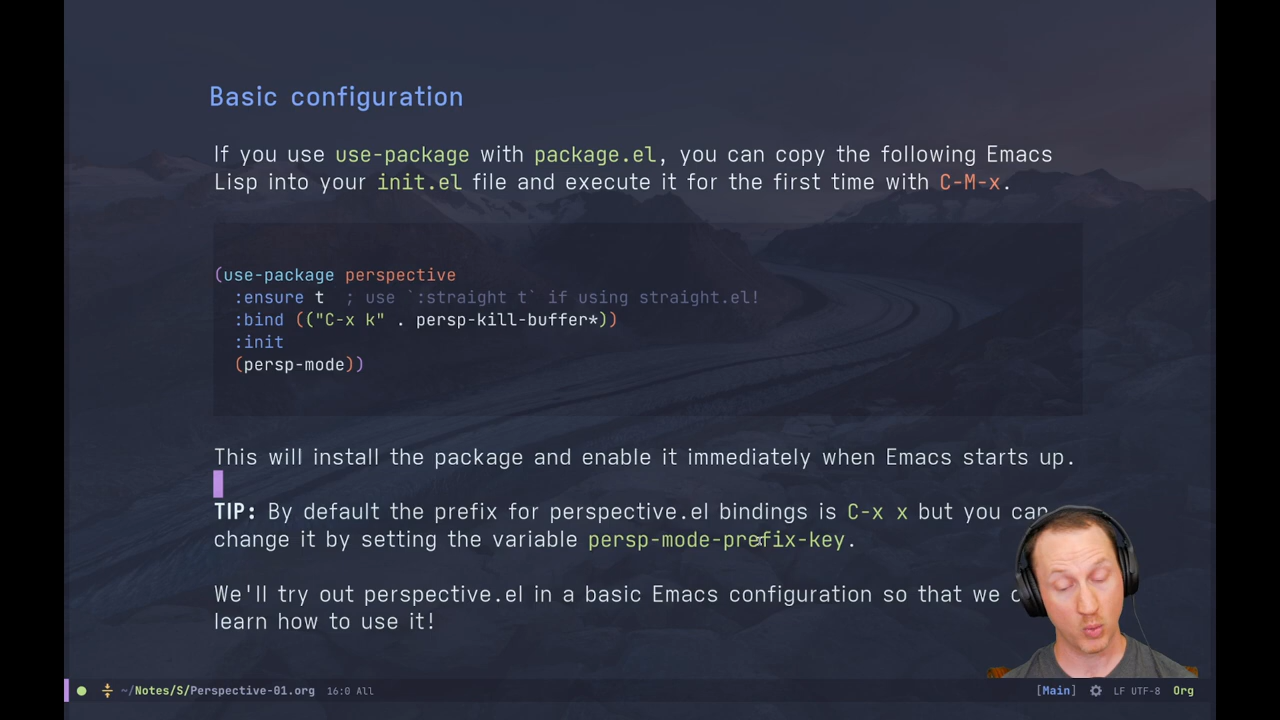 Basic configuration
If you use use-package with package.el, you can copy the following Emacs
Lisp into your init.el file and execute it for the first time with C-M-x.
(use-package perspective
:ensure t ; use `:straight t` if using straight.el!
:bind (("C-x k" . persp-kill-buffer*))
:init
(persp-mode))
This will install the package and enable it immediately when Emacs starts up.
TIP: By default the prefix for perspective.el bindings is C-x x but you can
change it by setting the variable persp-mode-prefix-key.
We'll try out perspective.el in a basic Emacs configuration so that we
learn how to use it!
~/Notes/S/Perspective-01.org 16:0 All [Main] LF UTF-8 Org